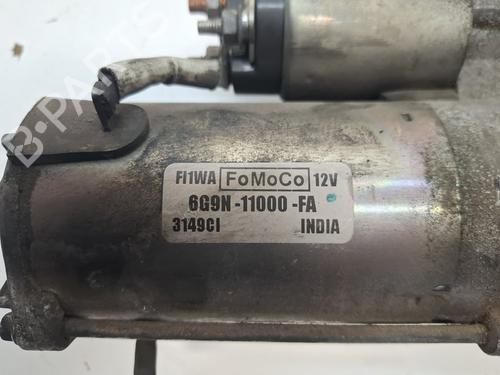 B-PARTS
FI1WA FoMoCo 12V
6G9N-11000-FA
3149CI INDIA